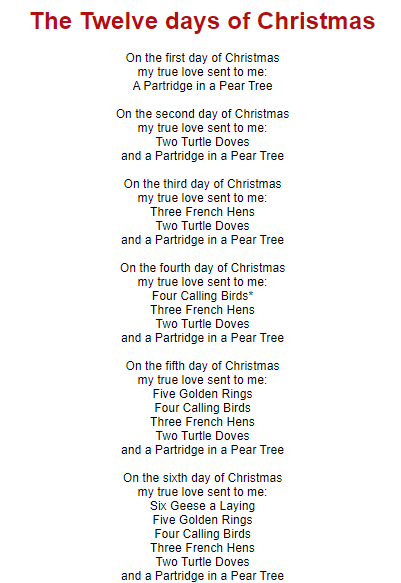 The Twelve days of Christmas
On the first day of Christmas
my true love sent to me:
A Partridge in a Pear Tree
On the second day of Christmas
my true love sent to me:
Two Turtle Doves
and a Partridge in a Pear Tree
On the third day of Christmas
my true love sent to me:
Three French Hens
Two Turtle Doves
and a Partridge in a Pear Tree
On the fourth day of Christmas
my true love sent to me:
Four Calling Birds*
Three French Hens
Two Turtle Doves
and a Partridge in a Pear Tree
On the fifth day of Christmas
my true love sent to me:
Five Golden Rings
Four Calling Birds
Three French Hens
Two Turtle Doves
and a Partridge in a Pear Tree
On the sixth day of Christmas
my true love sent to me:
Six Geese a Laying
Five Golden Rings
Four Calling Birds
Three French Hens
Two Turtle Doves
and a Partridge in a Pear Tree